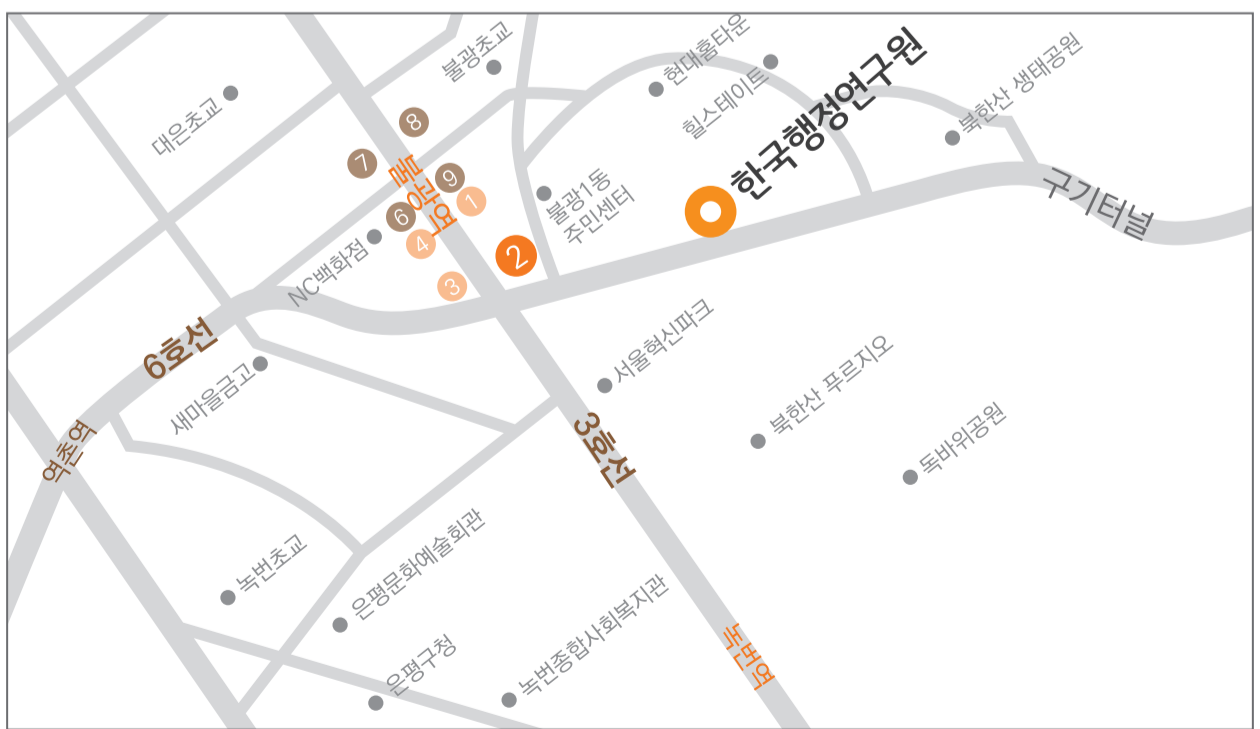 불광초교
현대홈타운
힐스테이트
한국행정연구원
북한산 생태공원
대은초교
8
7
불광역
9
1
6
4
2
3
불광1동
주민센터
구기터널
NC백화점
6호선
새마을금고
서울혁신파크
북한산 푸르지오
역촌역
3호선
독바위공원
녹번초교
은평문화예술회관
은평구청
녹번종합사회복지관
녹번역